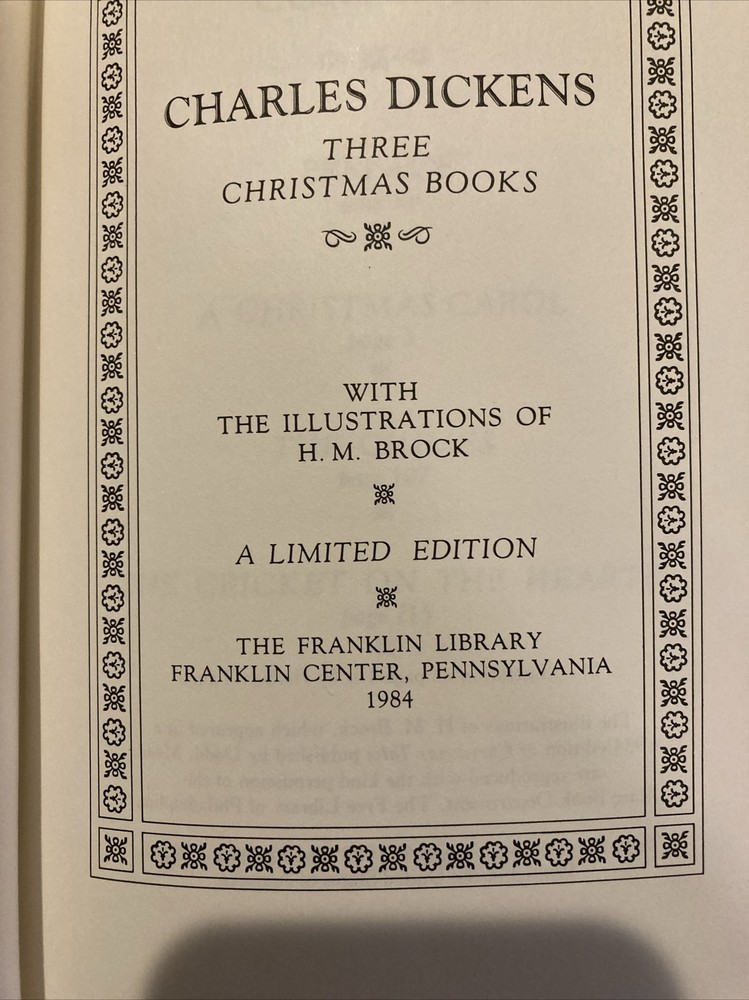 CHARLES DICKENS
THREE
CHRISTMAS BOOKS
WITH
THE ILLUSTRATIONS OF
H. M. BROCK
A LIMITED EDITION
THE FRANKLIN LIBRARY
FRANKLIN CENTER, PENNSYLVANIA
1984